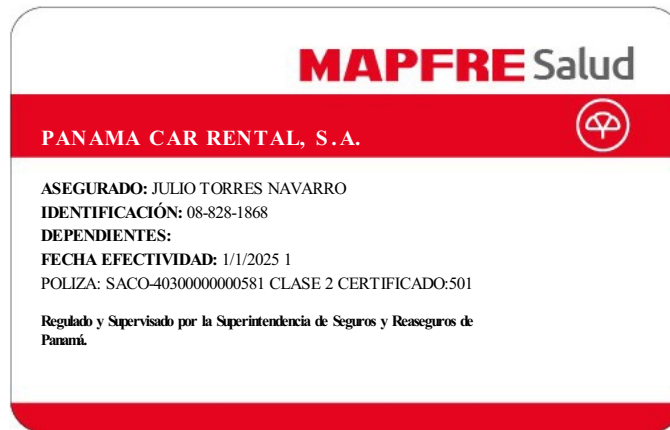 MAPFRE Salud
PANAMA CAR RENTAL, S.A.
ASEGURADO: JULIO TORRES NAVARRO
IDENTIFICACIÓN: 08-828-1868
DEPENDIENTES:
FECHA EFECTIVIDAD: 1/1/2025 1
POLIZA: SACO-40300000000581 CLASE 2 CERTIFICADO:501
Regulado y Supervisado por la Superintendencia de Seguros y Reaseguros de
Panamá.